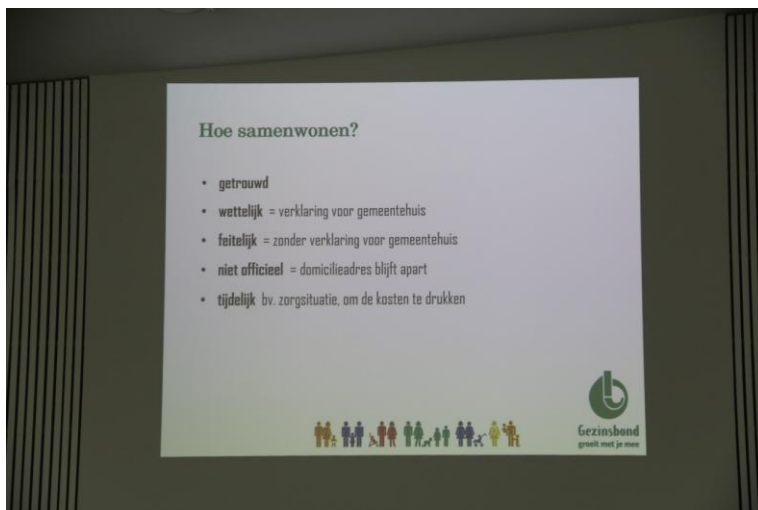 Hoe samenwonen?
• getrouwd
• wettelijk = verklaring voor gemeentehuis
• feitelijk = zonder verklaring voor gemeentehuis
• niet officieel = domicilieadres blijft apart
• tijdelijk bv. zorgsituatie, om de kosten te drukken
Gezinsbond
groeit met je mee